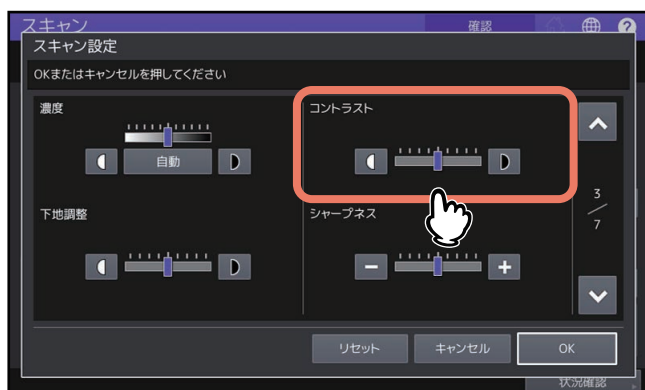 スキャン
確認
?
スキャン設定
OKまたはキャンセルを押してください
濃度
コントラスト
自動
3
/
7
下地調整
シャープネス
− +
リセット キャンセル OK
状況確認